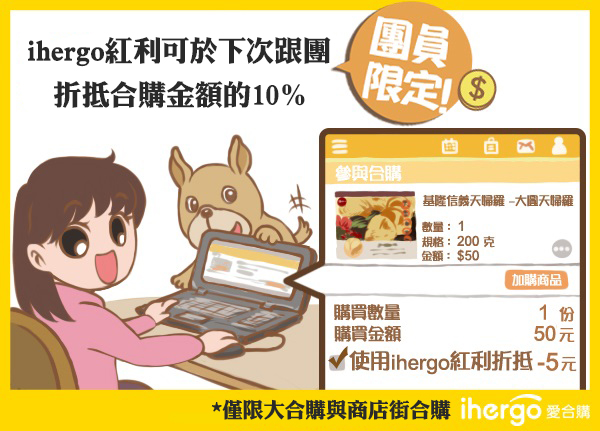 ihergo紅利可於下次跟團
折抵合購金額的10%
團員
限定!
$
參與合購
基隆信義天婦羅 -大圓天婦羅
數量：1
規格：200 克
金額：$50
加購商品
購買數量 1 份
購買金額 50元
使用ihergo紅利折抵 -5元
*僅限大合購與商店街合購 ihergo 愛合購